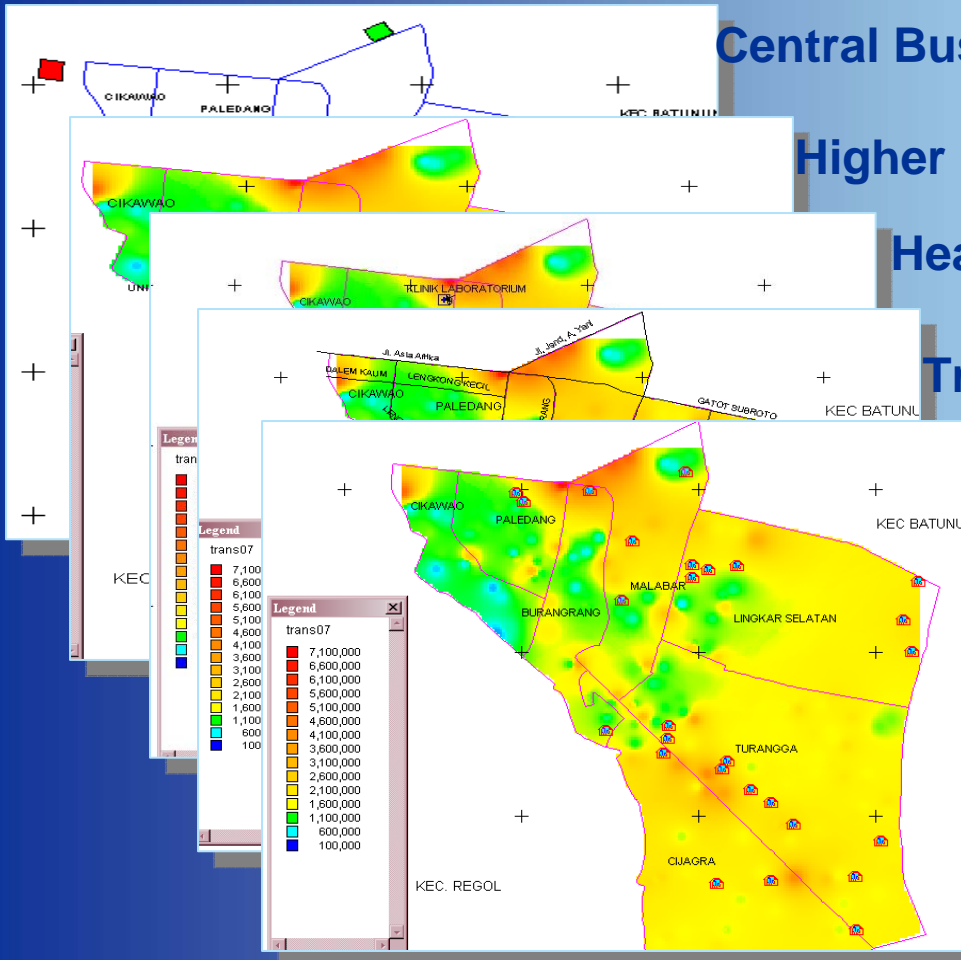 Central Bus
Higher
Hea
Tr
CIKAWAO
PALEDANG
KEC BATUNUN
CIKAWAO
UNI
KLINIK LABORATORIUM
CIKAWAO
Jl. Asia Afrika
Jl. Jend. A. Yani
DALEM KAUM
LENGKONG KECIL
CIKAWAO
PALEDANG
GATOT SUBROTO
KEC BATUNU
KEC
Legen
tran
Legend
trans07
7,100
6,600
6,100
5,600
5,100
4,600
4,100
3,600
3,100
2,600
2,100
1,600
1,100
600
100
Legend
trans07
7,100,000
6,600,000
6,100,000
5,600,000
5,100,000
4,600,000
4,100,000
3,600,000
3,100,000
2,600,000
2,100,000
1,600,000
1,100,000
600,000
100,000
CIKAWAO
PALEDANG
KEC BATUNU
MALABAR
BURANGRANG
LINGKAR SELATAN
TURANGGA
CIJAGRA
KEC. REGOL